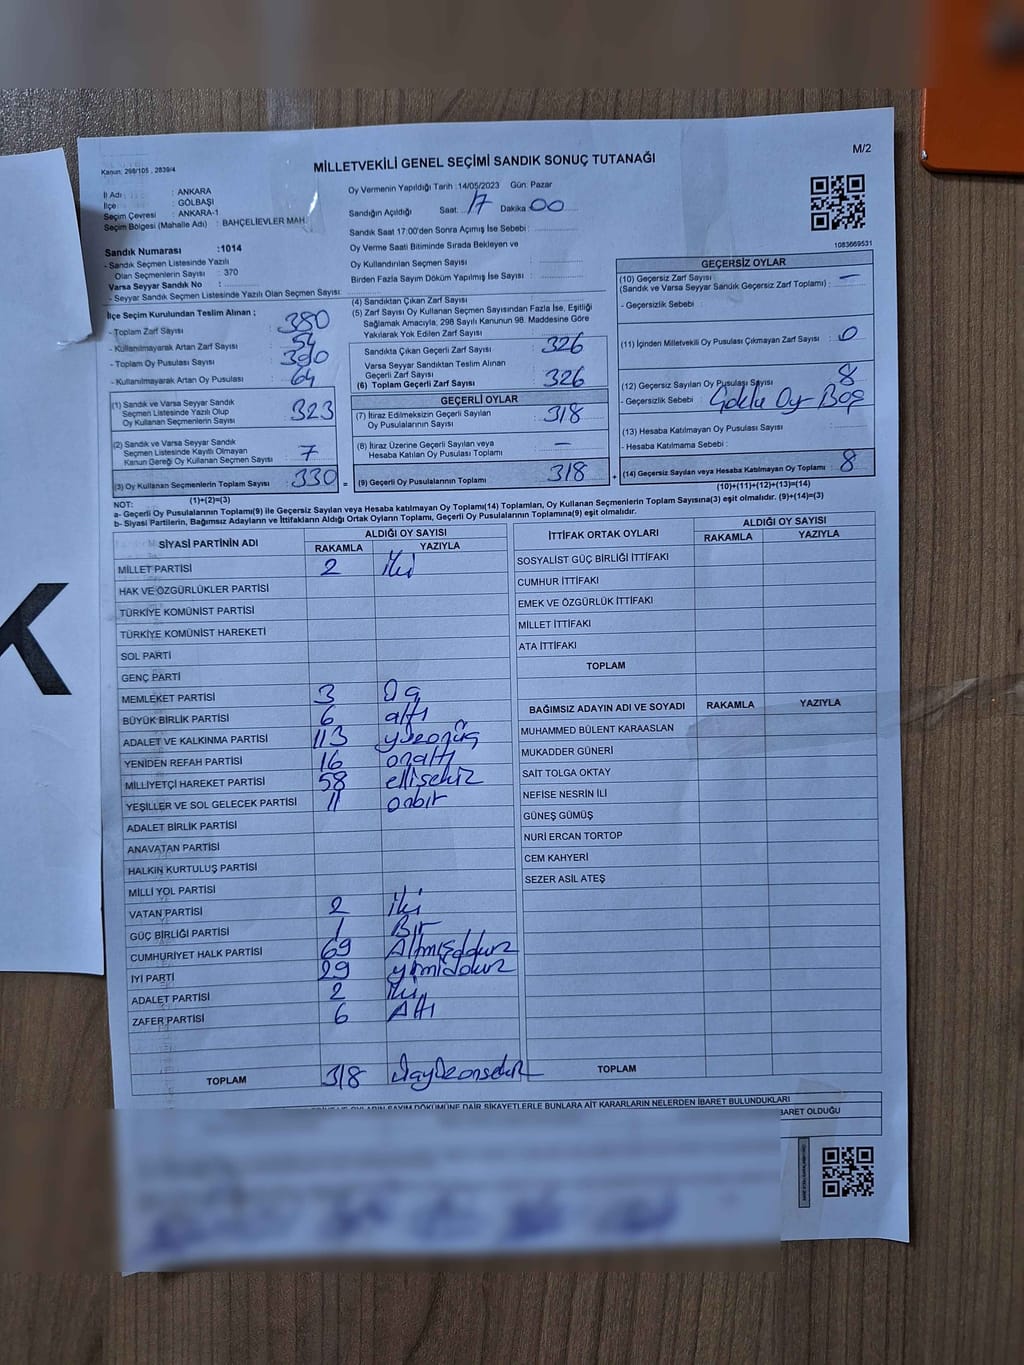 M/2
Kanun: 298/105 , 2839/4
MİLLETVEKİLİ GENEL SEÇİMİ SANDIK SONUÇ TUTANAĞI
İl Adı : ANKARA
İlçe : GÖLBAŞI
Seçim Çevresi : ANKARA-1
Seçim Bölgesi (Mahalle Adı) : BAHÇELİEVLER MAH.
Sandık Numarası :1014
- Sandık Seçmen Listesinde Yazılı
Olan Seçmenlerin Sayısı : 370
Varsa Seyyar Sandık No :
- Seyyar Sandık Seçmen Listesinde Yazılı Olan Seçmen Sayısı:
Oy Vermenin Yapıldığı Tarih :14/05/2023 Gün: Pazar
Sandığın Açıldığı Saat: 17 Dakika 00
Sandık Saat 17:00'den Sonra Açımış İse Sebebi :
Oy Verme Saati Bitiminde Sırada Bekleyen ve
Oy Kullandırılan Seçmen Sayısı :
Birden Fazla Sayım Döküm Yapılmış İse Sayısı :
1083669531
İlçe Seçim Kurulundan Teslim Alınan ;
- Toplam Zarf Sayısı : 380
- Kullanılmayarak Artan Zarf Sayısı : 54
- Toplam Oy Pusulası Sayısı : 390
- Kullanılmayarak Artan Oy Pusulası : 64
(1) Sandık ve Varsa Seyyar Sandık
Seçmen Listesinde Yazılı Olup
Oy Kullanan Seçmenlerin Sayısı : 323
(2) Sandık ve Varsa Seyyar Sandık
Seçmen Listesinde Kayıtlı Olmayan
Kanun Gereği Oy Kullanan Seçmen Sayısı : 7
(3) Oy Kullanan Seçmenlerin Toplam Sayısı : 330 =
(1)+(2)=(3)
(4) Sandıktan Çıkan Zarf Sayısı :
(5) Zarf Sayısı Oy Kullanan Seçmen Sayısından Fazla İse, Eşitliği
Sağlamak Amacıyla; 298 Sayılı Kanunun 98. Maddesine Göre
Yakılarak Yok Edilen Zarf Sayısı :
Sandıkta Çıkan Geçerli Zarf Sayısı : 326
Varsa Seyyar Sandıktan Teslim Alınan
Geçerli Zarf Sayısı :
(6) Toplam Geçerli Zarf Sayısı : 326
GEÇERLİ OYLAR
(7) İtiraz Edilmeksizin Geçerli Sayılan
Oy Pusulalarının Sayısı : 318
(8) İtiraz Üzerine Geçerli Sayılan veya
Hesaba Katılan Oy Pusulası Toplamı : —
(9) Geçerli Oy Pusulalarının Toplamı : 318 +
GEÇERSİZ OYLAR
(10) Geçersiz Zarf Sayısı
(Sandık ve Varsa Seyyar Sandık Geçersiz Zarf Toplamı) : —
- Geçersizlik Sebebi :
(11) İçinden Milletvekili Oy Pusulası Çıkmayan Zarf Sayısı : 0
(12) Geçersiz Sayılan Oy Pusulası Sayısı : 8
- Geçersizlik Sebebi : Oy Boş
(13) Hesaba Katılmayan Oy Pusulası Sayısı :
- Hesaba Katılmama Sebebi :
(14) Geçersiz Sayılan veya Hesaba Katılmayan Oy Toplamı : 8
(10)+(11)+(12)+(13)=(14)
NOT:
a- Geçerli Oy Pusulalarının Toplamı(9) ile Geçersiz Sayılan veya Hesaba Katılmayan Oy Toplamı(14) Toplamları, Oy Kullanan Seçmenlerin Toplam Sayısına(3) eşit olmalıdır. (9)+(14)=(3)
b- Siyasi Partilerin, Bağımsız Adayların ve İttifakların Aldığı Ortak Oyların Toplamı, Geçerli Oy Pusulalarının Toplamına(9) eşit olmalıdır.
SİYASİ PARTİNİN ADI
ALDIĞI OY SAYISI
RAKAMLA YAZIYLA
MİLLET PARTİSİ 2 İki
HAK VE ÖZGÜRLÜKLER PARTİSİ
TÜRKİYE KOMÜNİST PARTİSİ
TÜRKİYE KOMÜNİST HAREKETİ
SOL PARTİ
GENÇ PARTİ
MEMLEKET PARTİSİ 3 Üç
BÜYÜK BİRLİK PARTİSİ 6 altı
ADALET VE KALKINMA PARTİSİ 113 yüzonüç
YENİDEN REFAH PARTİSİ 16 onaltı
MİLLİYETÇİ HAREKET PARTİSİ 58 ellisekiz
YEŞİLLER VE SOL GELECEK PARTİSİ 11 onbir
ADALET BİRLİK PARTİSİ
ANAVATAN PARTİSİ
HALKIN KURTULUŞ PARTİSİ
MİLLİ YOL PARTİSİ
VATAN PARTİSİ 2 İki
GÜÇ BİRLİĞİ PARTİSİ 1 Bir
CUMHURİYET HALK PARTİSİ 69 Altmışdokuz
İYİ PARTİ 29 yirmidokuz
ADALET PARTİSİ 2 İki
ZAFER PARTİSİ 6 Altı
TOPLAM 318 Üçyüzonsekiz
İTTİFAK ORTAK OYLARI
ALDIĞI OY SAYISI
RAKAMLA YAZIYLA
SOSYALİST GÜÇ BİRLİĞİ İTTİFAKI
CUMHUR İTTİFAKI
EMEK VE ÖZGÜRLÜK İTTİFAKI
MİLLET İTTİFAKI
ATA İTTİFAKI
TOPLAM
BAĞIMSIZ ADAYIN ADI VE SOYADI RAKAMLA YAZIYLA
MUHAMMED BÜLENT KARAASLAN
MUKADDER GÜNERİ
SAİT TOLGA OKTAY
NEFİSE NESRİN İLİ
GÜNEŞ GÜMÜŞ
NURİ ERCAN TORTOP
CEM KAHYERİ
SEZER ASİL ATEŞ
TOPLAM
SAYIM DÖKÜMÜNE DAİR ŞİKAYETLERLE BUNLARA AİT KARARLARIN NELERDEN İBARET BULUNDUKLARI
İBARET OLDUĞU
K